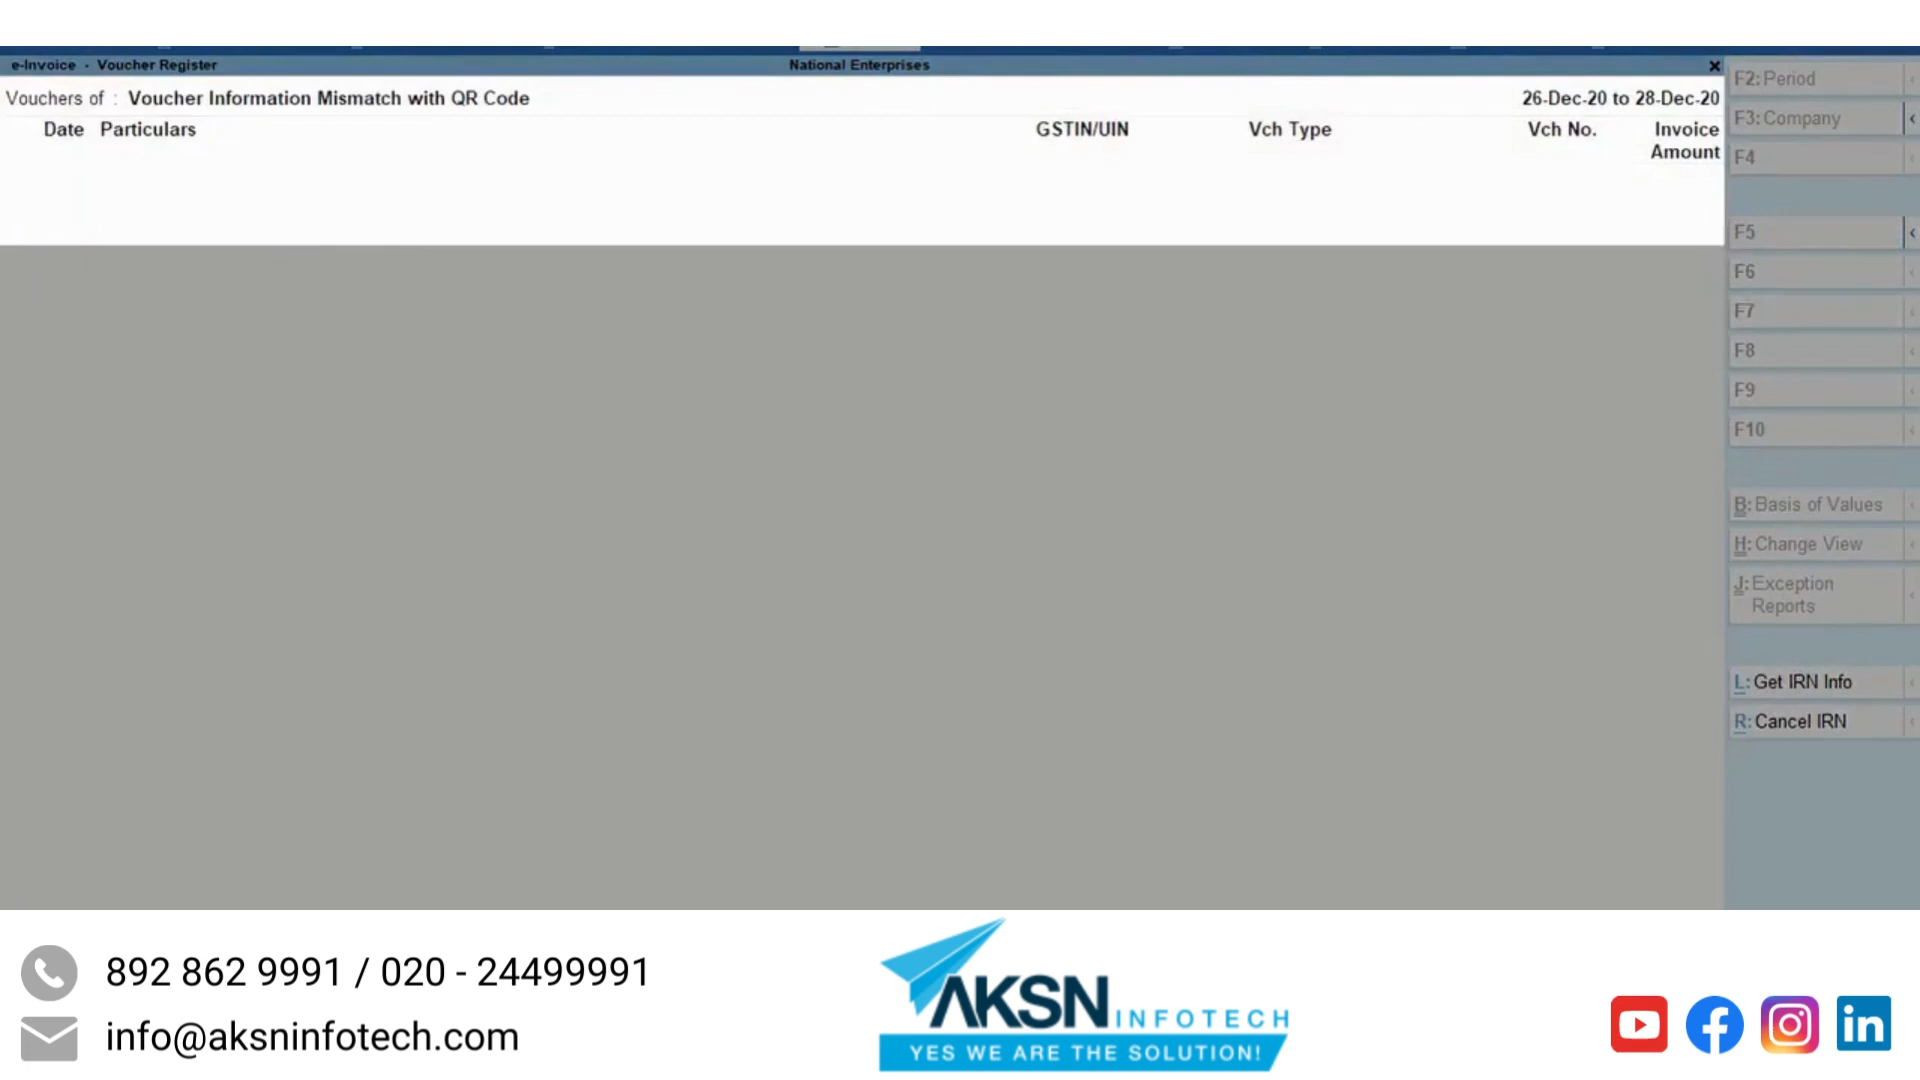 e-Invoice - Voucher Register National Enterprises x
Vouchers of : Voucher Information Mismatch with QR Code 26-Dec-20 to 28-Dec-20
Date Particulars GSTIN/UIN Vch Type Vch No. Invoice
Amount
F2: Period
F3: Company
F4
F5
F6
F7
F8
F9
F10
B: Basis of Values
H: Change View
J: Exception
Reports
L: Get IRN Info
R: Cancel IRN
892 862 9991 / 020 - 24499991
info@aksninfotech.com
AKSN INFOTECH
YES WE ARE THE SOLUTION!
in